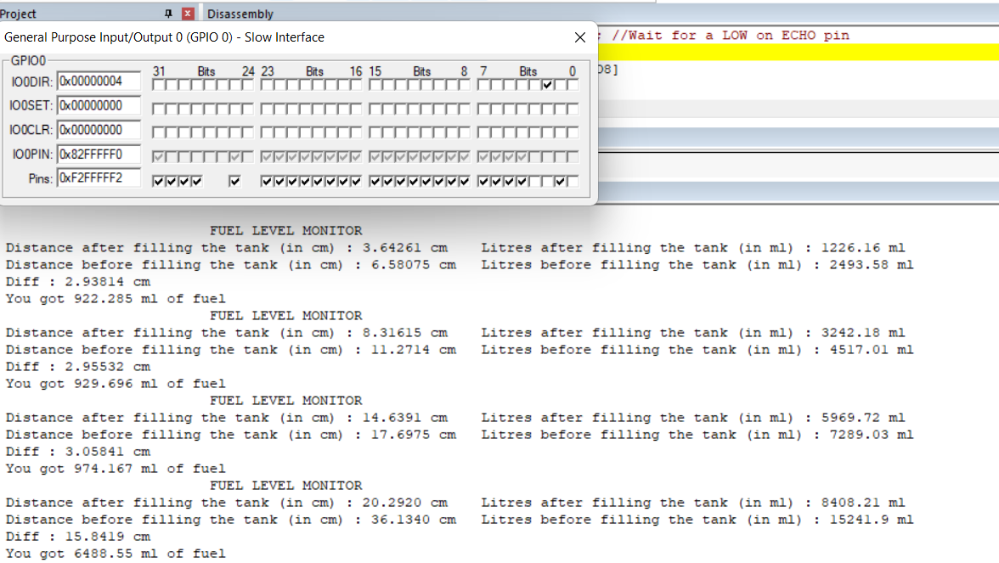 Project
Disassembly
General Purpose Input/Output 0 (GPIO 0) - Slow Interface
; //Wait for a LOW on ECHO pin
GPIO0
31 Bits 24 23 Bits 16 15 Bits 8 7 Bits 0
IO0DIR: 0x00000004
08]
IO0SET: 0x00000000
IO0CLR: 0x00000000
IO0PIN: 0x82FFFFF0
Pins: 0xF2FFFFF2
FUEL LEVEL MONITOR
Distance after filling the tank (in cm) : 3.64261 cm Litres after filling the tank (in ml) : 1226.16 ml
Distance before filling the tank (in cm) : 6.58075 cm Litres before filling the tank (in ml) : 2493.58 ml
Diff : 2.93814 cm
You got 922.285 ml of fuel
FUEL LEVEL MONITOR
Distance after filling the tank (in cm) : 8.31615 cm Litres after filling the tank (in ml) : 3242.18 ml
Distance before filling the tank (in cm) : 11.2714 cm Litres before filling the tank (in ml) : 4517.01 ml
Diff : 2.95532 cm
You got 929.696 ml of fuel
FUEL LEVEL MONITOR
Distance after filling the tank (in cm) : 14.6391 cm Litres after filling the tank (in ml) : 5969.72 ml
Distance before filling the tank (in cm) : 17.6975 cm Litres before filling the tank (in ml) : 7289.03 ml
Diff : 3.05841 cm
You got 974.167 ml of fuel
FUEL LEVEL MONITOR
Distance after filling the tank (in cm) : 20.2920 cm Litres after filling the tank (in ml) : 8408.21 ml
Distance before filling the tank (in cm) : 36.1340 cm Litres before filling the tank (in ml) : 15241.9 ml
Diff : 15.8419 cm
You got 6488.55 ml of fuel